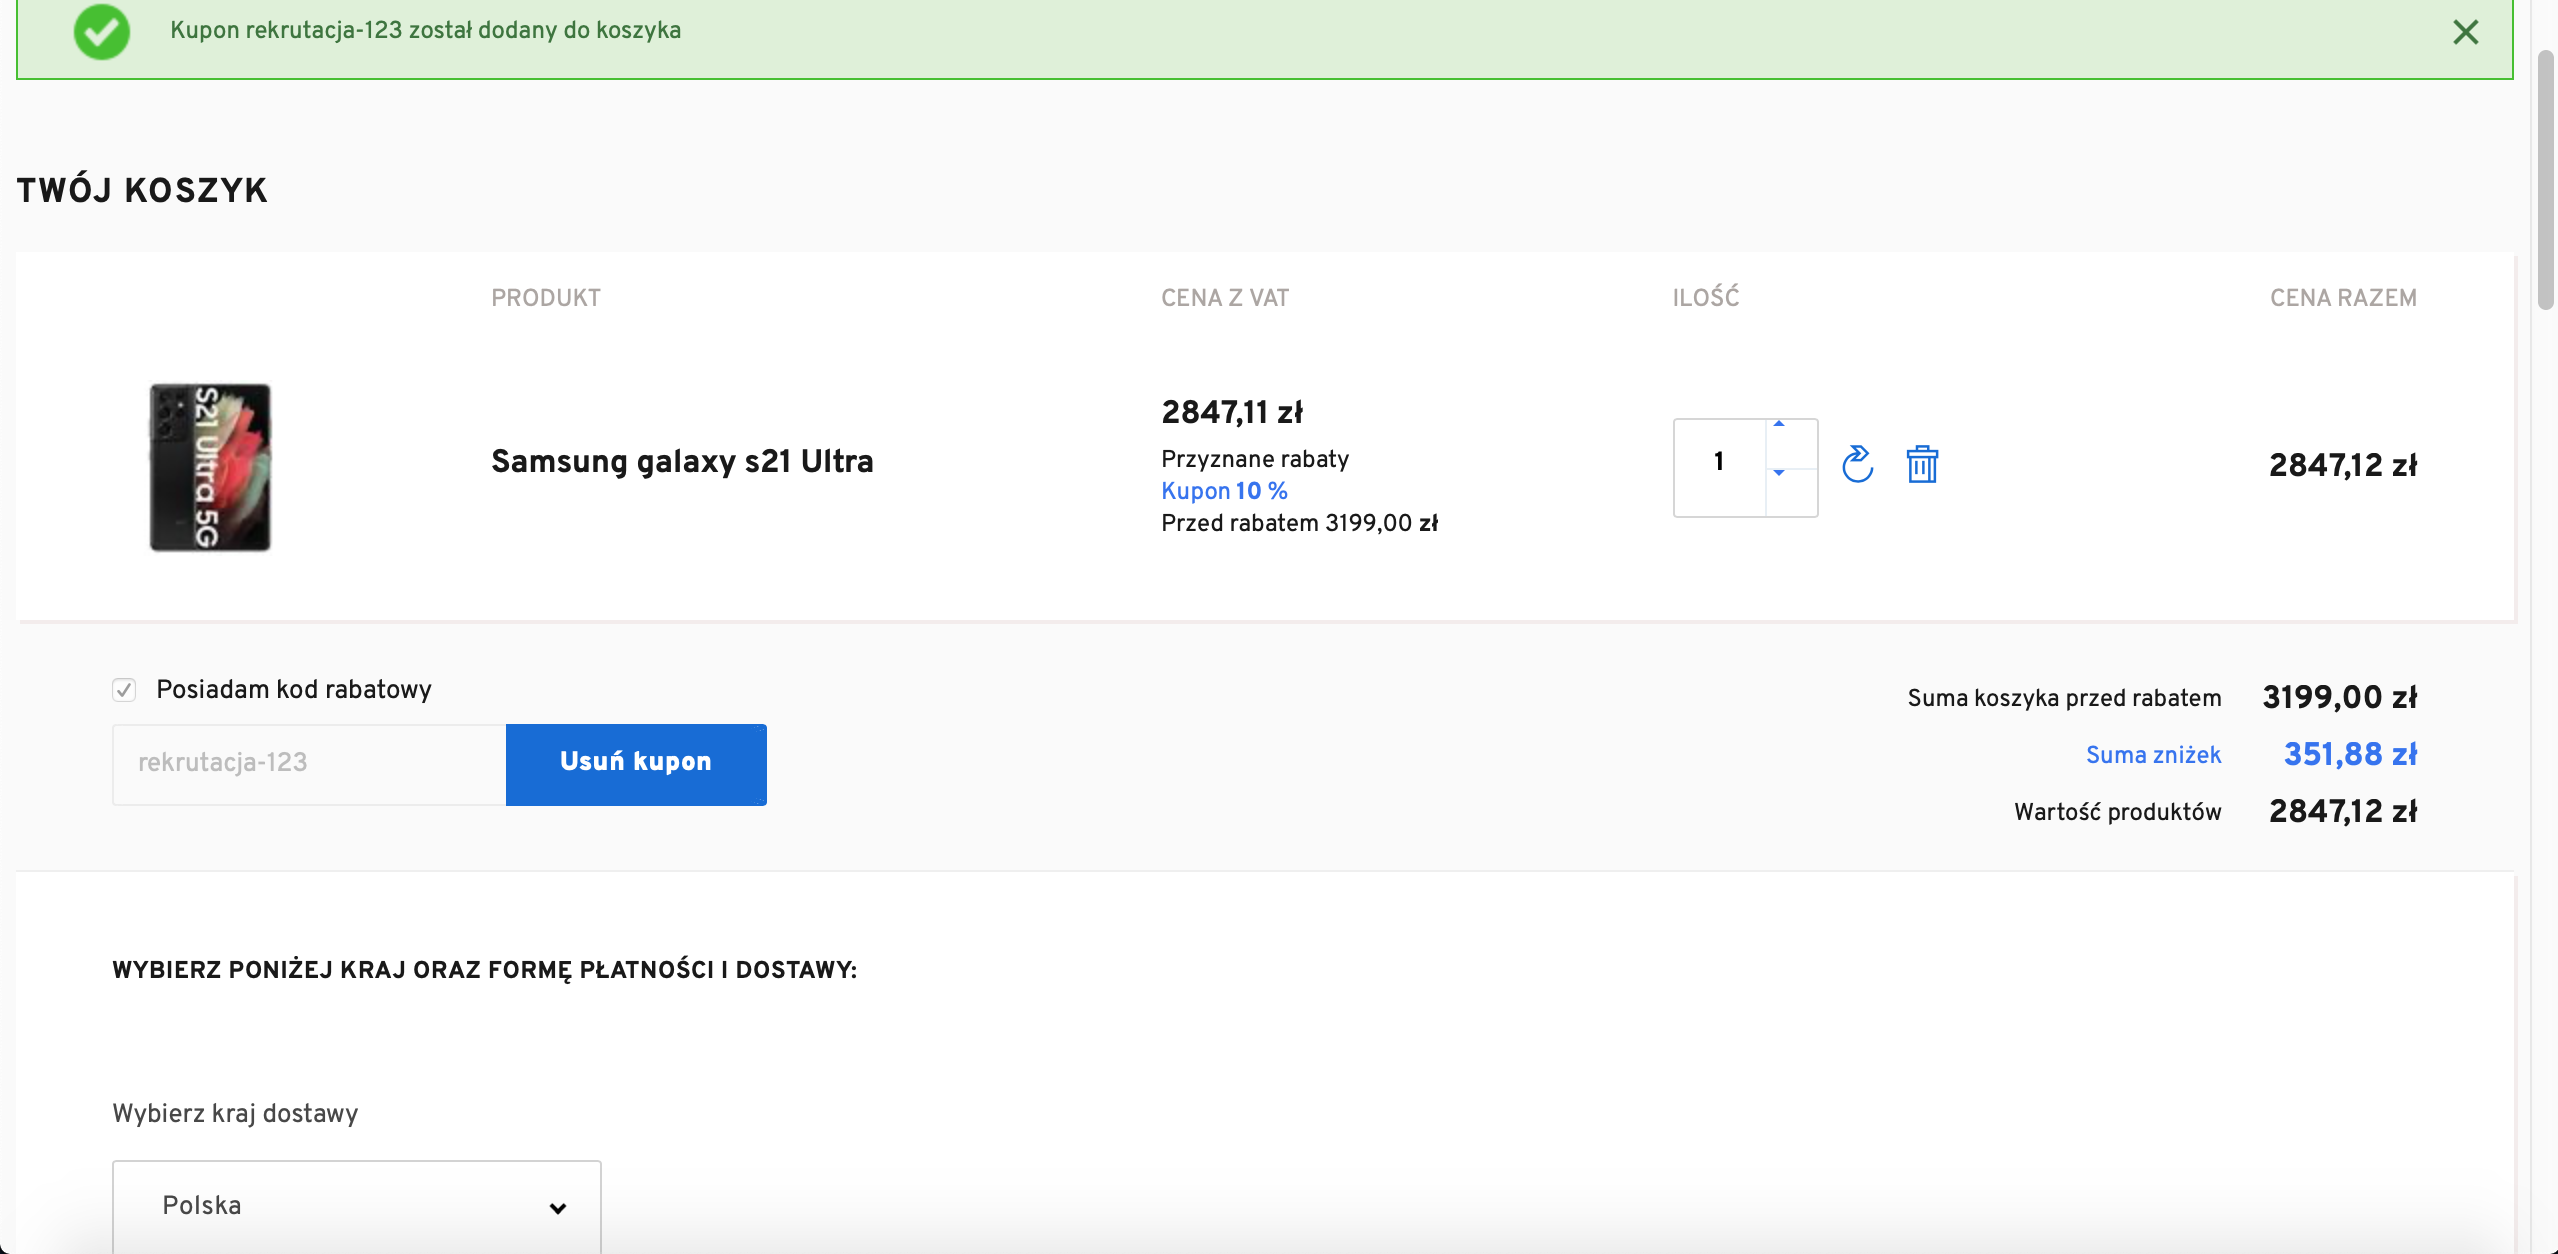 Kupon rekrutacja-123 został dodany do koszyka
TWÓJ KOSZYK
PRODUKT CENA Z VAT ILOŚĆ CENA RAZEM
S21 Ultra 5G
Samsung galaxy s21 Ultra
2847,11 zł
Przyznane rabaty
Kupon 10 %
Przed rabatem 3199,00 zł
1
2847,12 zł
Posiadam kod rabatowy
rekrutacja-123
Usuń kupon
Suma koszyka przed rabatem 3199,00 zł
Suma zniżek 351,88 zł
Wartość produktów 2847,12 zł
WYBIERZ PONIŻEJ KRAJ ORAZ FORMĘ PŁATNOŚCI I DOSTAWY:
Wybierz kraj dostawy
Polska